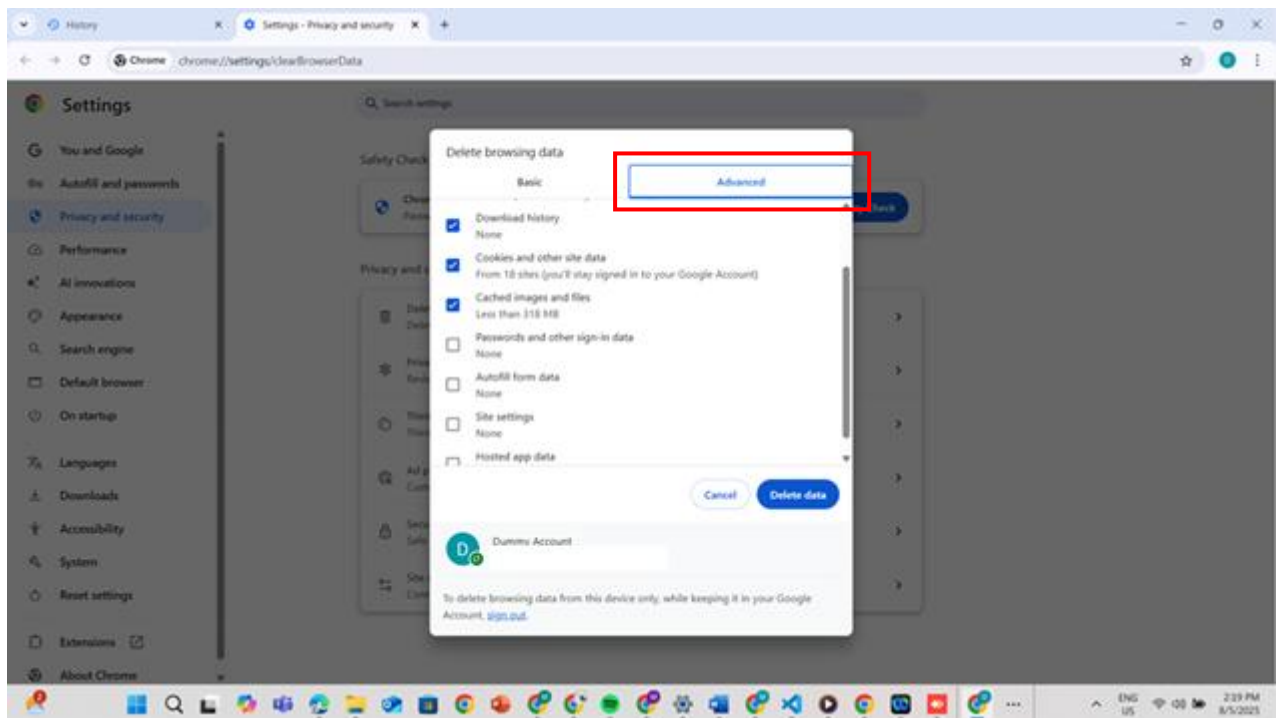 History
Settings - Privacy and security
Chrome chrome://settings/clearBrowserData
Settings
Search settings
You and Google
Autofill and passwords
Privacy and security
Performance
AI innovations
Appearance
Search engine
Default browser
On startup
Languages
Downloads
Accessibility
System
Reset settings
Extensions
About Chrome
Safety Check
Privacy and s
Delete browsing data
Basic
Advanced
Download history
None
Cookies and other site data
From 18 sites (you'll stay signed in to your Google Account)
Cached images and files
Less than 318 MB
Passwords and other sign-in data
None
Autofill form data
None
Site settings
None
Hosted app data
Cancel
Delete data
D
Dummy Account
To delete browsing data from this device only, while keeping it in your Google
Account, sign out.
ENG
US
2:19 PM
8/5/2025